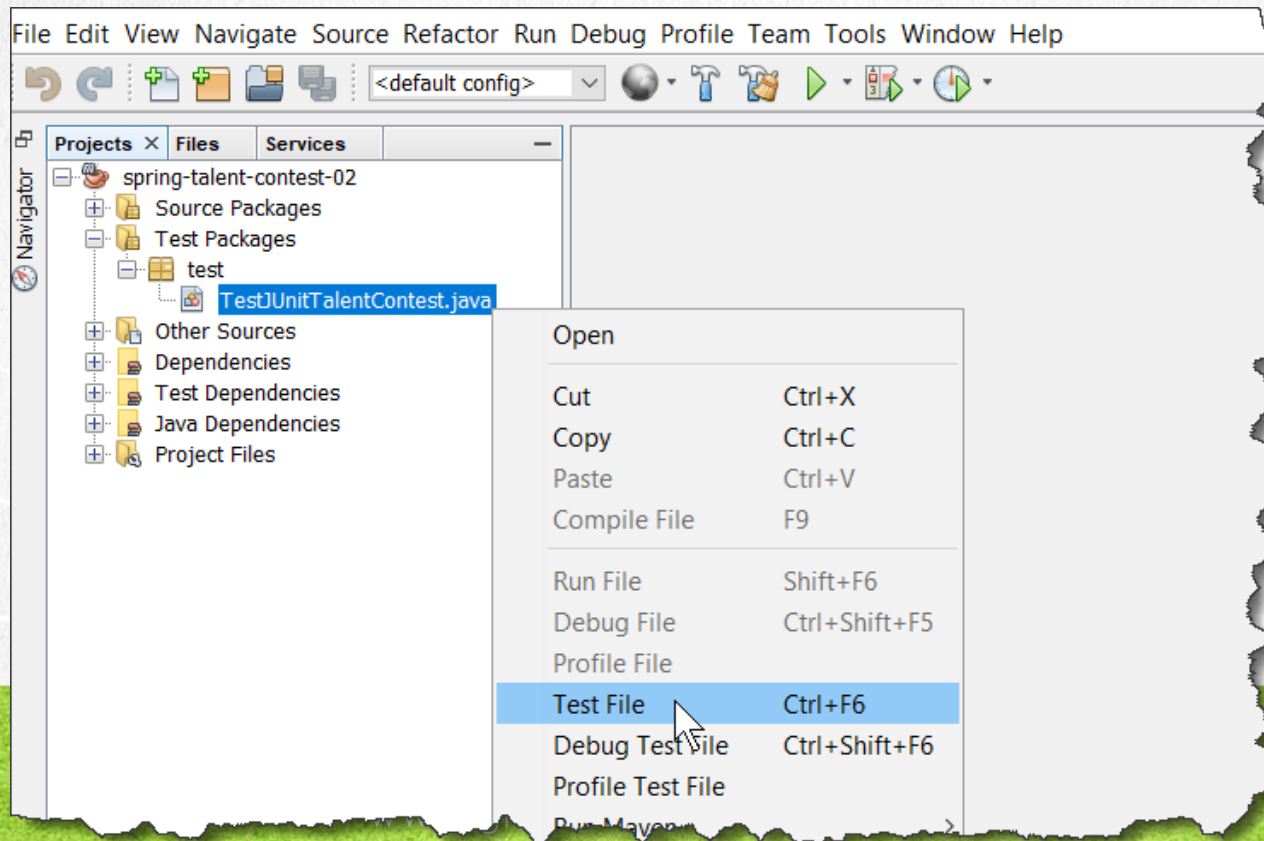 File Edit View Navigate Source Refactor Run Debug Profile Team Tools Window Help
<default config>
Projects Files Services
Navigator
spring-talent-contest-02
Source Packages
Test Packages
test
TestJUnitTalentContest.java
Other Sources
Dependencies
Test Dependencies
Java Dependencies
Project Files
Open
Cut Ctrl+X
Copy Ctrl+C
Paste Ctrl+V
Compile File F9
Run File Shift+F6
Debug File Ctrl+Shift+F5
Profile File
Test File Ctrl+F6
Debug Test File Ctrl+Shift+F6
Profile Test File
Run Maven